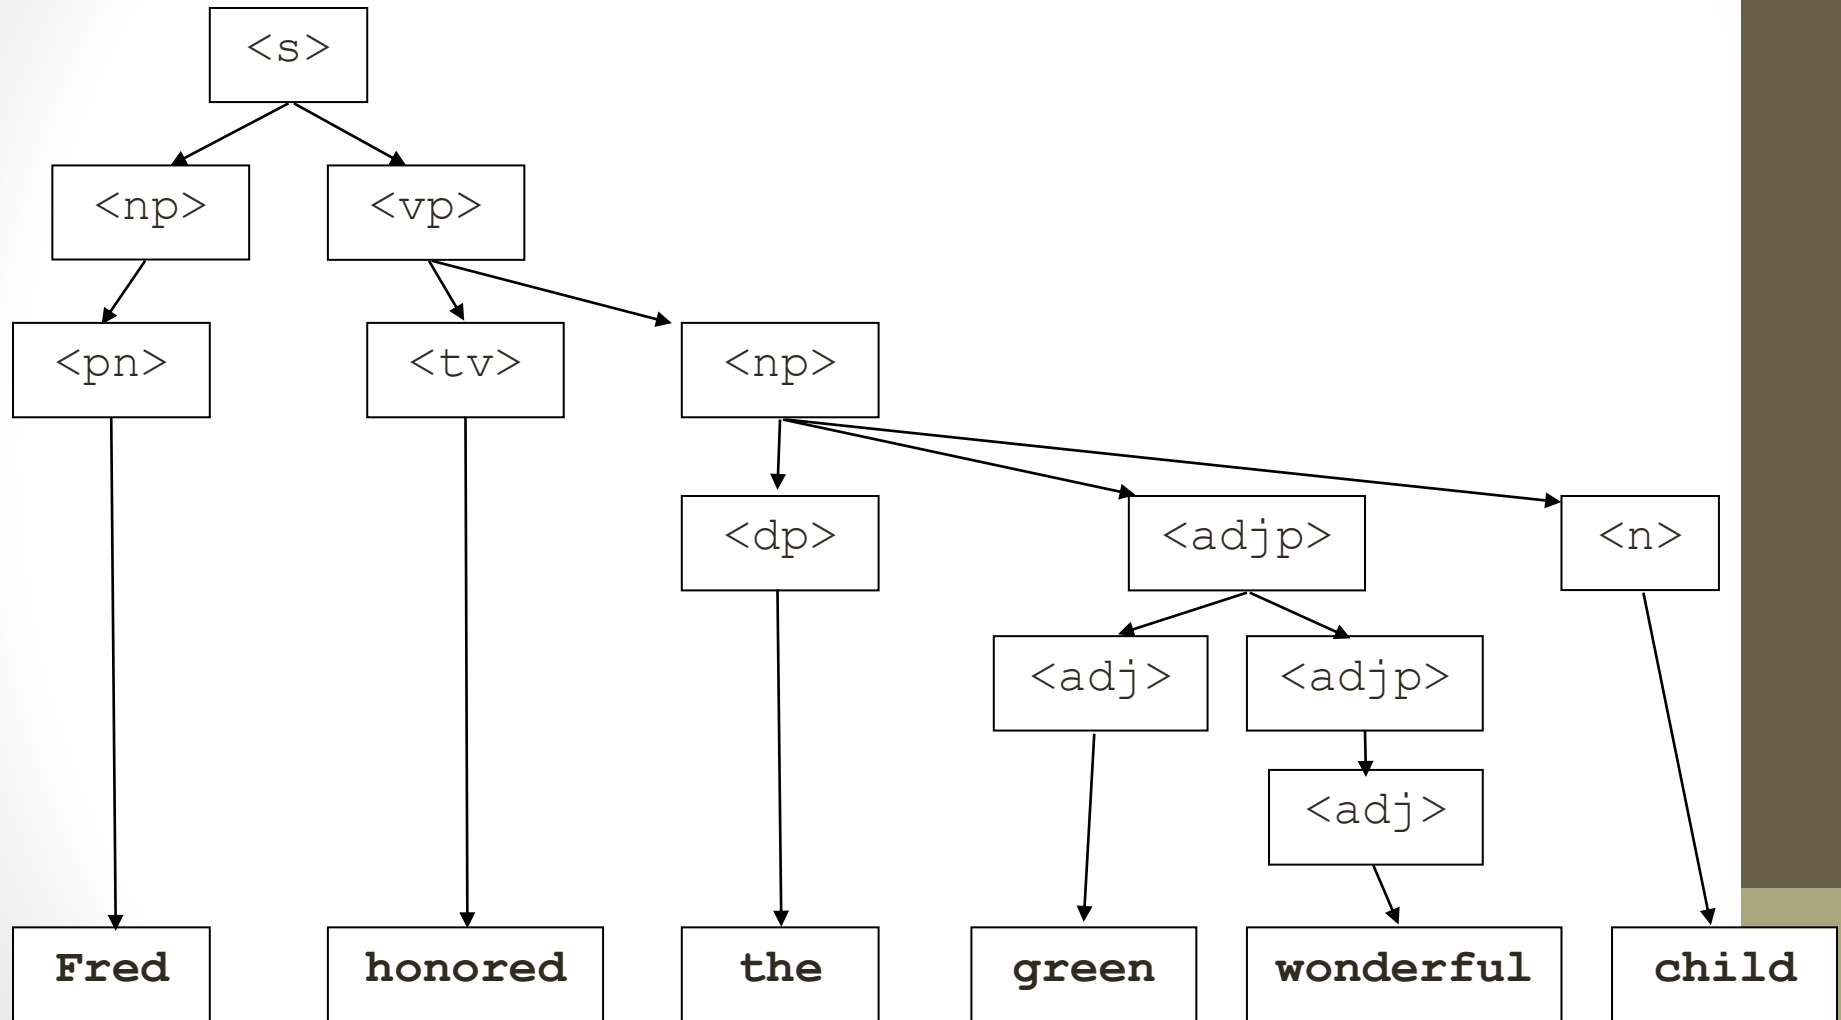 <s>
<np> <vp>
<pn> <tv> <np>
<dp> <adjp> <n>
<adj> <adjp>
<adj>
Fred honored the green wonderful child